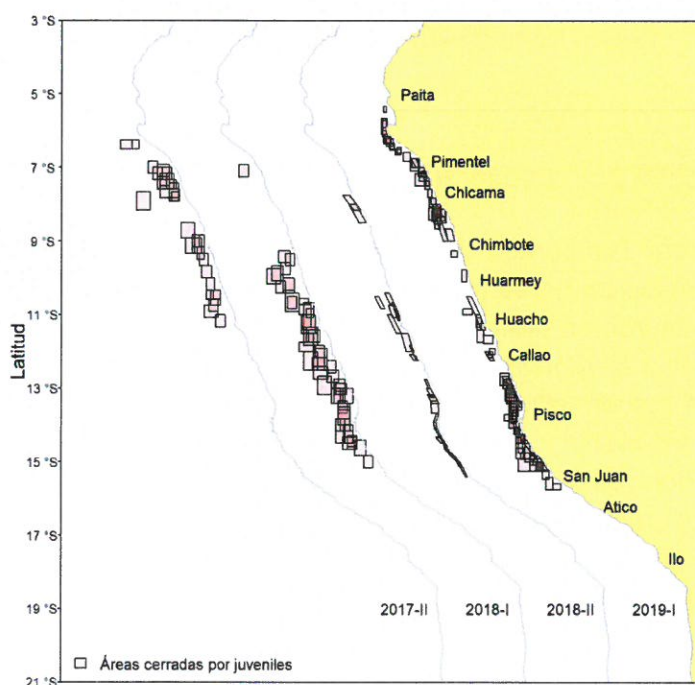 3 °S
5 °S
7 °S
9 °S
11 °S
13 °S
15 °S
17 °S
19 °S
21 °S
Latitud
Paita
Pimentel
Chicama
Chimbote
Huarmey
Huacho
Callao
Pisco
San Juan
Atico
Ilo
2017-II 2018-I 2018-II 2019-I
Áreas cerradas por juveniles